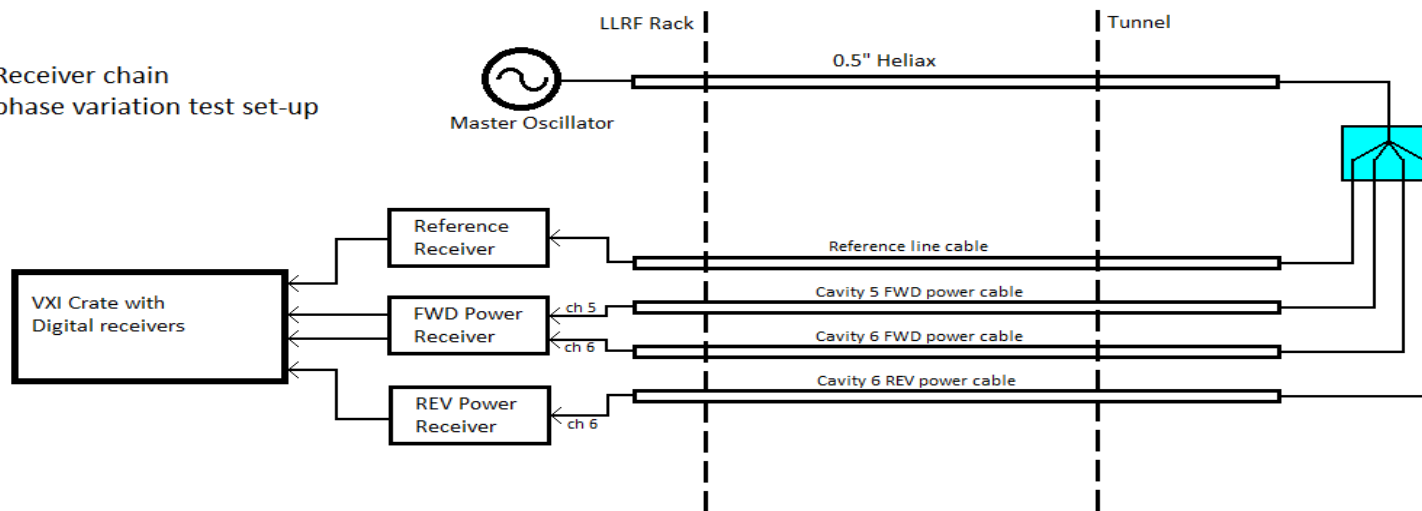 LLRF Rack
Tunnel
Receiver chain
phase variation test set-up
0.5" Heliax
Master Oscillator
Reference
Receiver
Reference line cable
VXI Crate with
Digital receivers
FWD Power
Receiver
ch 5
Cavity 5 FWD power cable
ch 6
Cavity 6 FWD power cable
REV Power
Receiver
ch 6
Cavity 6 REV power cable